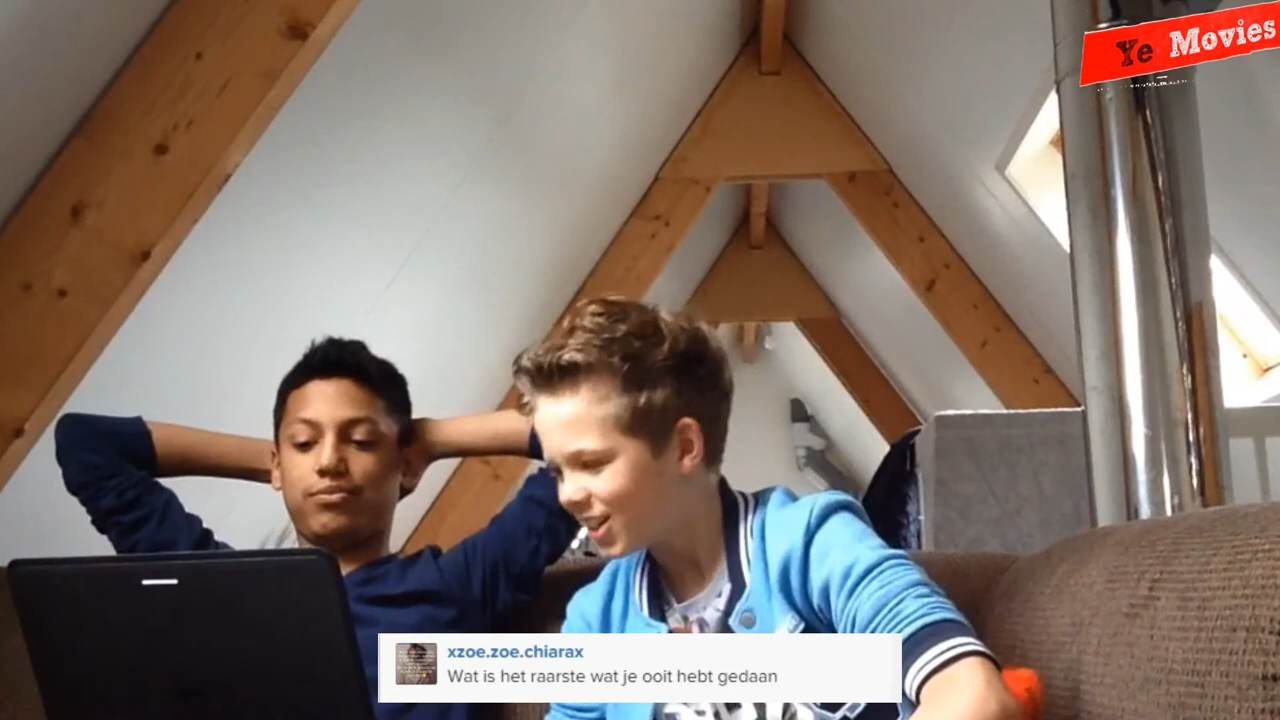 Ye Movies
xzoe.zoe.chiarax
Wat is het raarste wat je ooit hebt gedaan